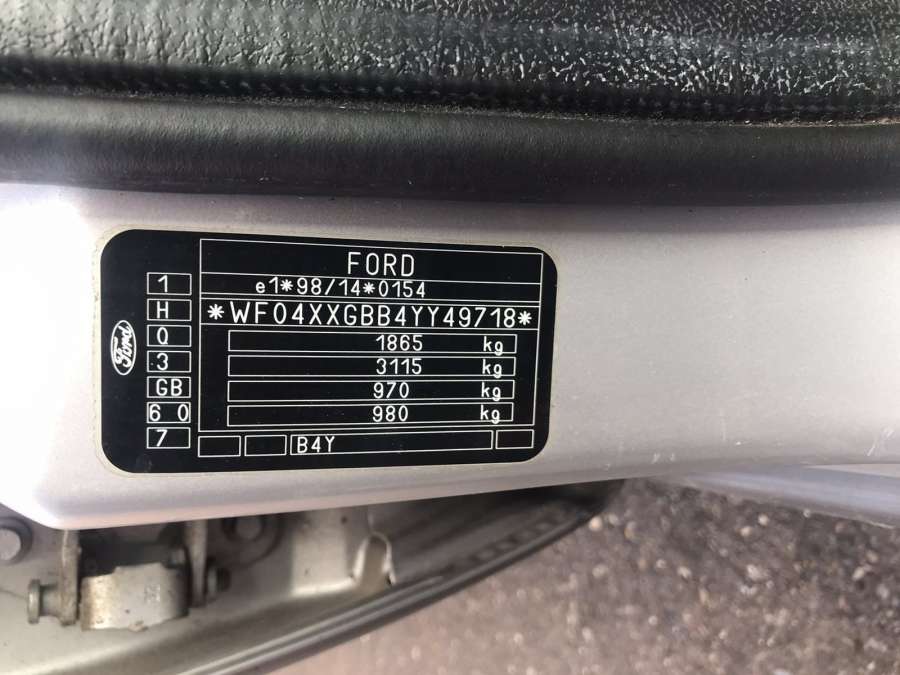 FORD
e1*98/14*0154
*WF04XXGBB4YY49718*
1865 kg
3115 kg
970 kg
980 kg
B4Y
1
H
Q
3
GB
6 0
7
Ford